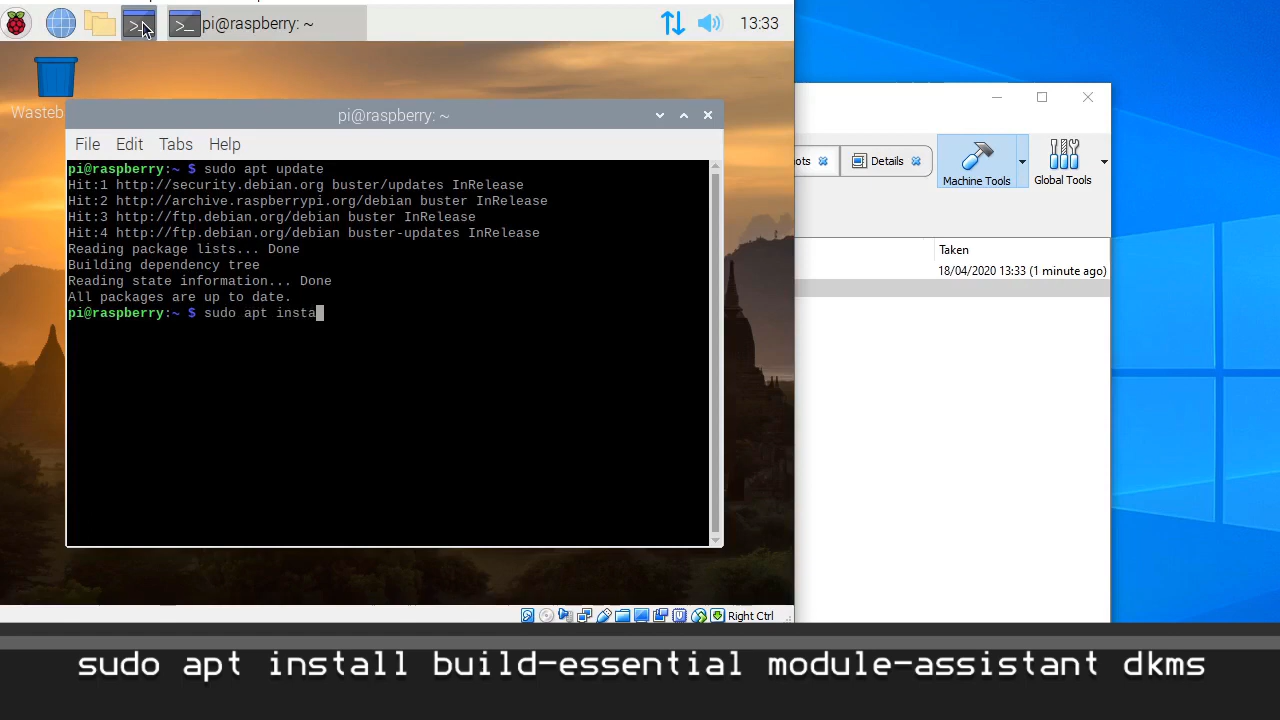 pi@raspberry: ~
13:33
Wasteb
pi@raspberry: ~
File Edit Tabs Help
pi@raspberry:~ $ sudo apt update
Hit:1 http://security.debian.org buster/updates InRelease
Hit:2 http://archive.raspberrypi.org/debian buster InRelease
Hit:3 http://ftp.debian.org/debian buster InRelease
Hit:4 http://ftp.debian.org/debian buster-updates InRelease
Reading package lists... Done
Building dependency tree
Reading state information... Done
All packages are up to date.
pi@raspberry:~ $ sudo apt insta
ots
Details
Machine Tools
Global Tools
Taken
18/04/2020 13:33 (1 minute ago)
Right Ctrl
sudo apt install build-essential module-assistant dkms